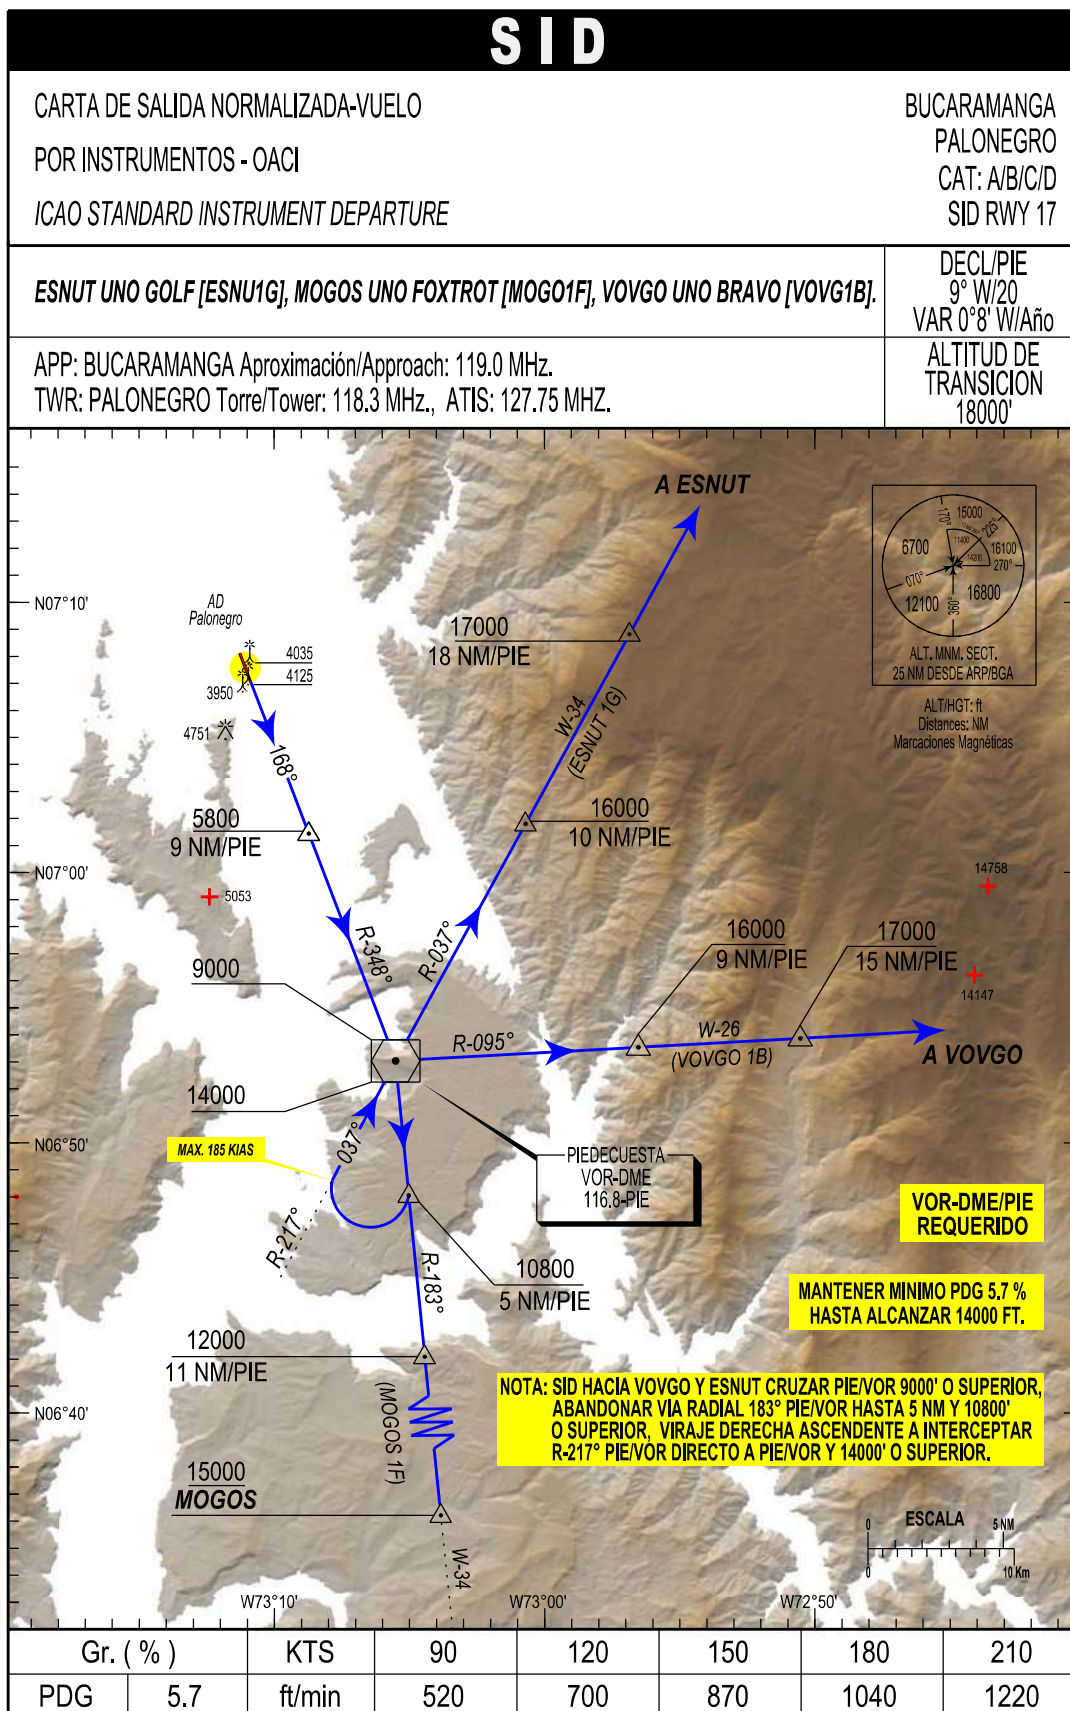 SID
CARTA DE SALIDA NORMALIZADA-VUELO
POR INSTRUMENTOS - OACI
ICAO STANDARD INSTRUMENT DEPARTURE
BUCARAMANGA
PALONEGRO
CAT: A/B/C/D
SID RWY 17
ESNUT UNO GOLF [ESNU1G], MOGOS UNO FOXTROT [MOGO1F], VOVGO UNO BRAVO [VOVG1B].
DECL/PIE
9° W/20
VAR 0°8' W/Año
APP: BUCARAMANGA Aproximación/Approach: 119.0 MHz.
TWR: PALONEGRO Torre/Tower: 118.3 MHz., ATIS: 127.75 MHZ.
ALTITUD DE
TRANSICION
18000'
A ESNUT
170°
15000
225°
6700
11400
14200
16100
270°
070°
12100
360°
16800
ALT. MNM. SECT.
25 NM DESDE ARP/BGA
ALT/HGT: ft
Distances: NM
Marcaciones Magnéticas
N07°10'
AD
Palonegro
4035
4125
3950
4751
17000
18 NM/PIE
W-34
(ESNUT 1G)
168°
5800
9 NM/PIE
16000
10 NM/PIE
N07°00'
5053
14758
R-348°
R-037°
9000
16000
9 NM/PIE
17000
15 NM/PIE
14147
R-095°
W-26
(VOVGO 1B)
A VOVGO
14000
N06°50'
MAX. 185 KIAS
037°
PIEDECUESTA
VOR-DME
116.8-PIE
VOR-DME/PIE
REQUERIDO
R-217°
R-183°
10800
5 NM/PIE
MANTENER MINIMO PDG 5.7 %
HASTA ALCANZAR 14000 FT.
12000
11 NM/PIE
(MOGOS 1F)
NOTA: SID HACIA VOVGO Y ESNUT CRUZAR PIE/VOR 9000' O SUPERIOR,
ABANDONAR VIA RADIAL 183° PIE/VOR HASTA 5 NM Y 10800'
O SUPERIOR, VIRAJE DERECHA ASCENDENTE A INTERCEPTAR
R-217° PIE/VOR DIRECTO A PIE/VOR Y 14000' O SUPERIOR.
N06°40'
15000
MOGOS
W-34
ESCALA
0 5 NM
0 10 Km
W73°10'
W73°00'
W72°50'
Gr. ( % ) KTS 90 120 150 180 210
PDG 5.7 ft/min 520 700 870 1040 1220